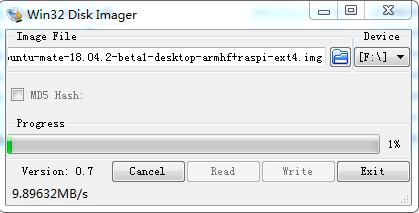 Win32 Disk Imager
Image File
Device
buntu-mate-18.04.2-beta1-desktop-armhf+raspi-ext4.img
[F:\]
MD5 Hash:
Progress
1%
Version: 0.7
Cancel
Read
Write
Exit
9.89632MB/s